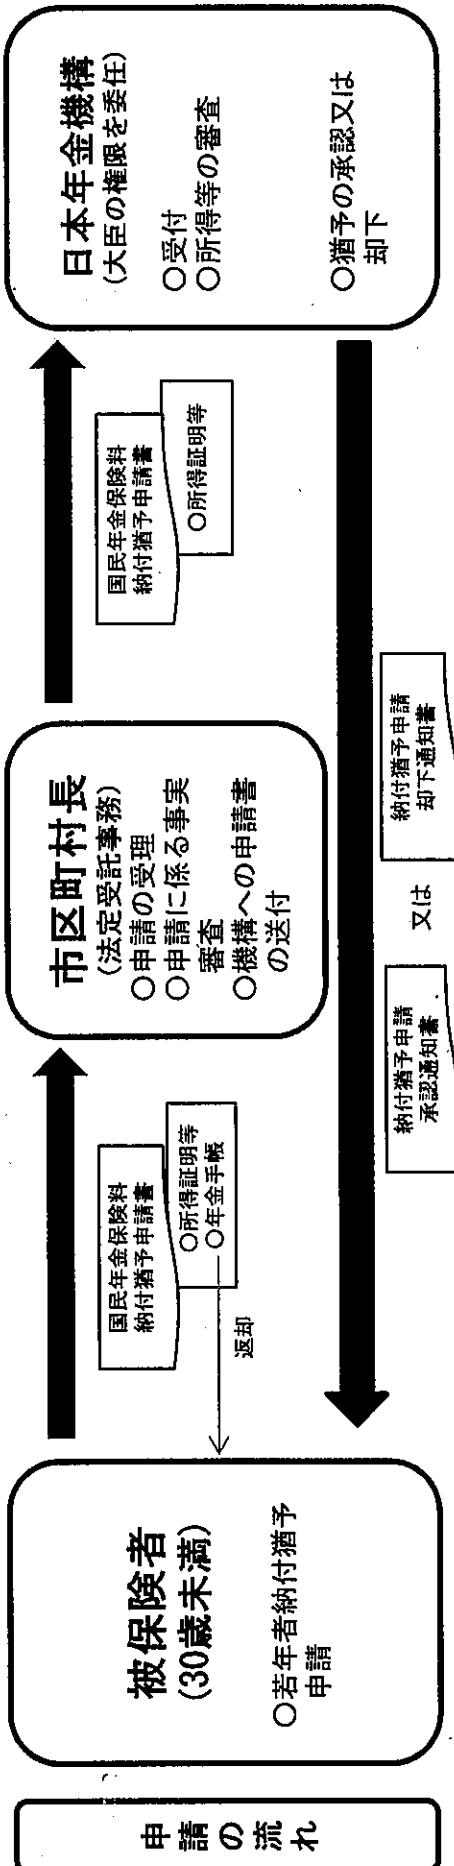 申請の流れ
被保険者
(30歳未満)
○若年者納付猶予
申請
国民年金保険料
納付猶予申請書
○所得証明等
○年金手帳
返却
市区町村長
(法定受託事務)
○申請の受理
○申請に係る事実
審査
○機構への申請書
の送付
国民年金保険料
納付猶予申請書
○所得証明等
日本年金機構
(大臣の権限を委任)
○受付
○所得等の審査
○猶予の承認又は
却下
納付猶予申請
承認通知書
又は
納付猶予申請
却下通知書